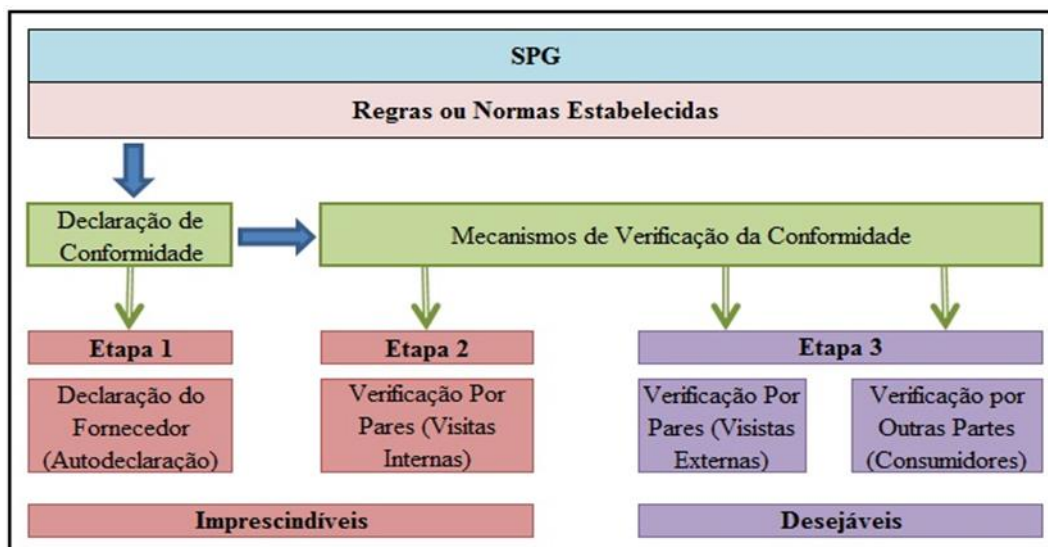 SPG
Regras ou Normas Estabelecidas
Declaração de
Conformidade
Mecanismos de Verificação da Conformidade
Etapa 1
Etapa 2
Etapa 3
Declaração do
Fornecedor
(Autodeclaração)
Verificação Por
Pares (Visitas
Internas)
Verificação Por
Pares (Visistas
Externas)
Verificação por
Outras Partes
(Consumidores)
Imprescindíveis
Desejáveis